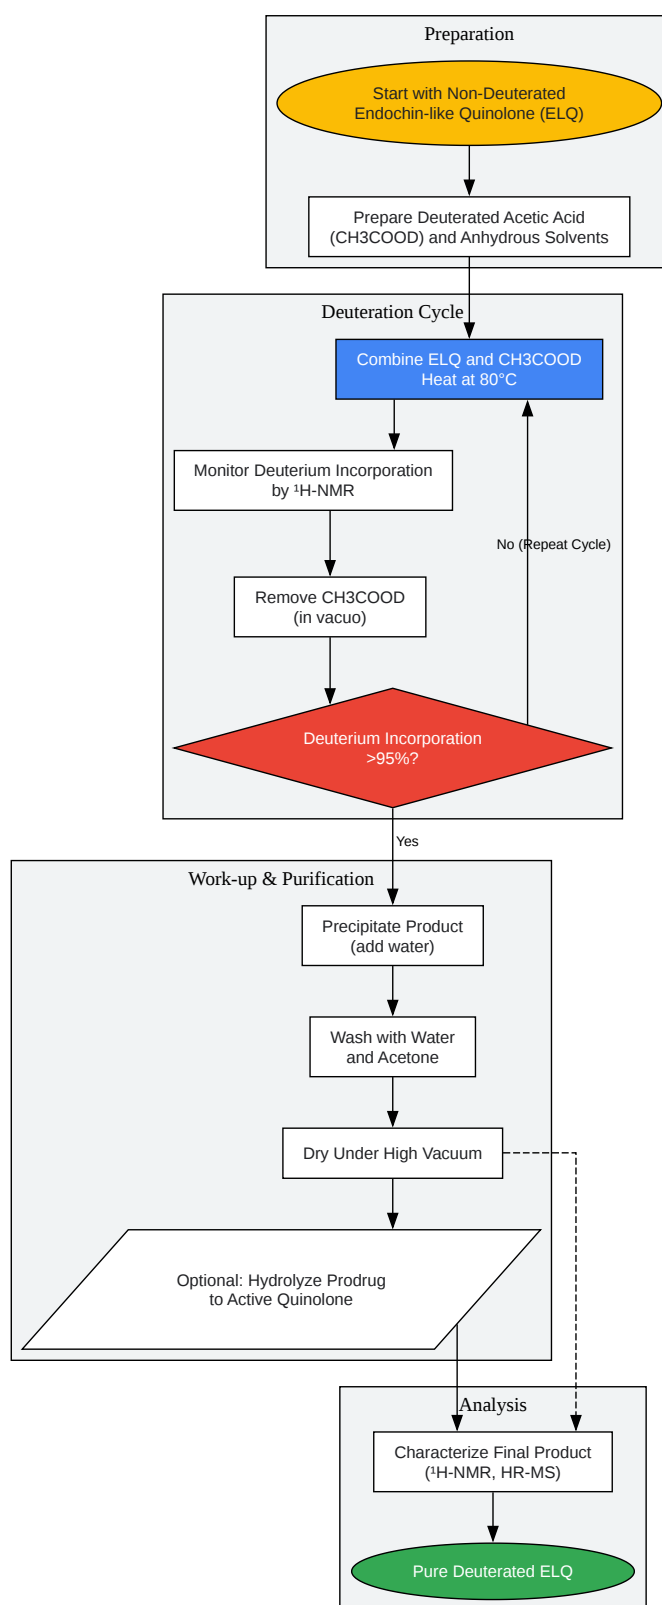 Preparation
Start with Non-Deuterated
Endochin-like Quinolone (ELQ)
Prepare Deuterated Acetic Acid
(CH3COOD) and Anhydrous Solvents
Deuteration Cycle
Combine ELQ and CH3COOD
Heat at 80°C
Monitor Deuterium Incorporation
by ¹H-NMR
No (Repeat Cycle)
Remove CH3COOD
(in vacuo)
Deuterium Incorporation
>95%?
Yes
Work-up & Purification
Precipitate Product
(add water)
Wash with Water
and Acetone
Dry Under High Vacuum
Optional: Hydrolyze Prodrug
to Active Quinolone
Analysis
Characterize Final Product
(¹H-NMR, HR-MS)
Pure Deuterated ELQ